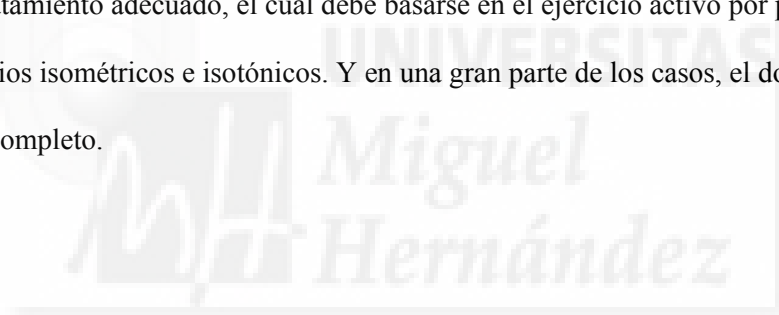 tamiento adecuado, el cual debe basarse en el ejercicio activo por
UNIVERSITAS
ios isométricos e isotónicos. Y en una gran parte de los casos, el do
ompleto.
Miguel
Hernández